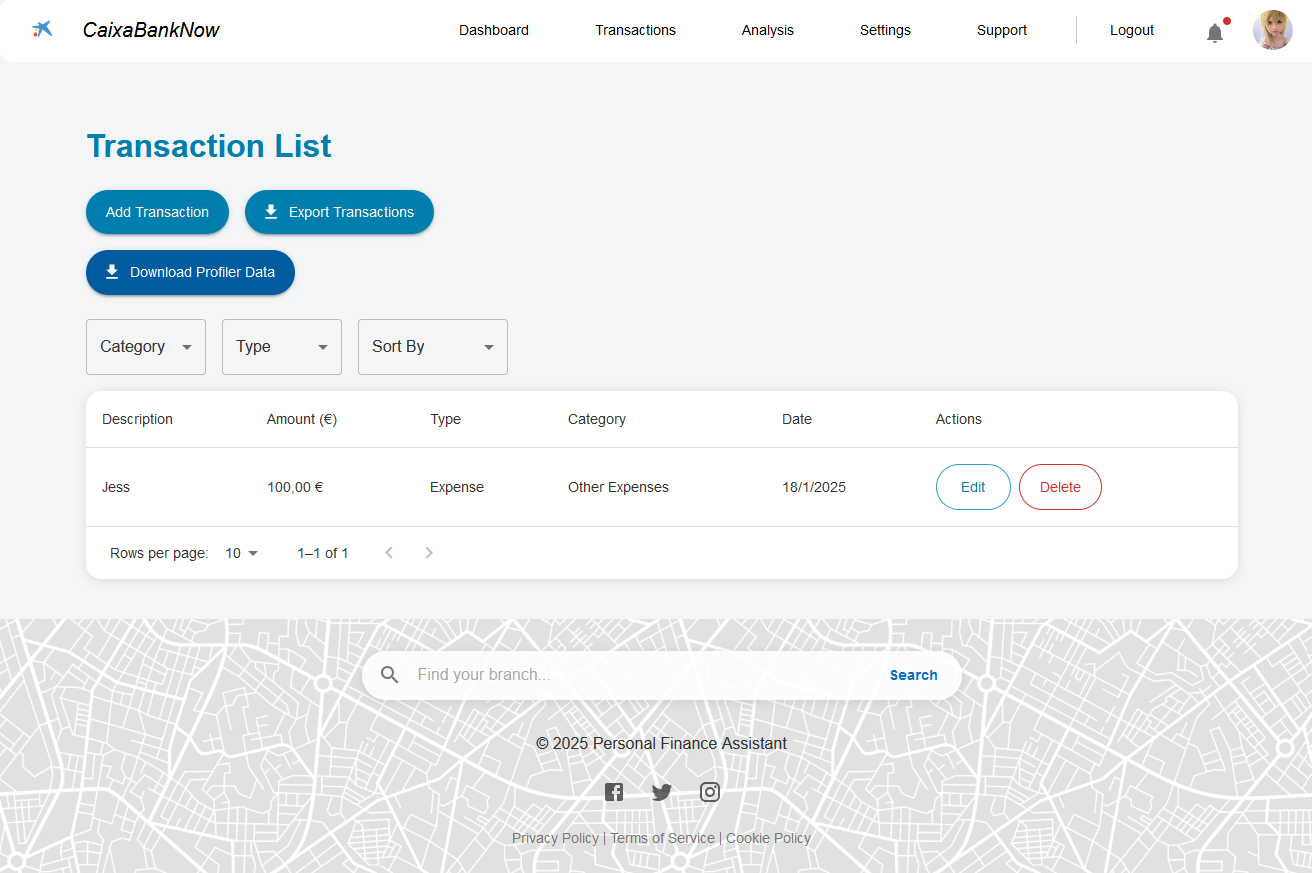 CaixaBankNow Dashboard Transactions Analysis Settings Support Logout
Transaction List
Add Transaction Export Transactions
Download Profiler Data
Category Type Sort By
Description Amount (€) Type Category Date Actions
Jess 100,00 € Expense Other Expenses 18/1/2025 Edit Delete
Rows per page: 10 1–1 of 1
Find your branch... Search
© 2025 Personal Finance Assistant
Privacy Policy | Terms of Service | Cookie Policy